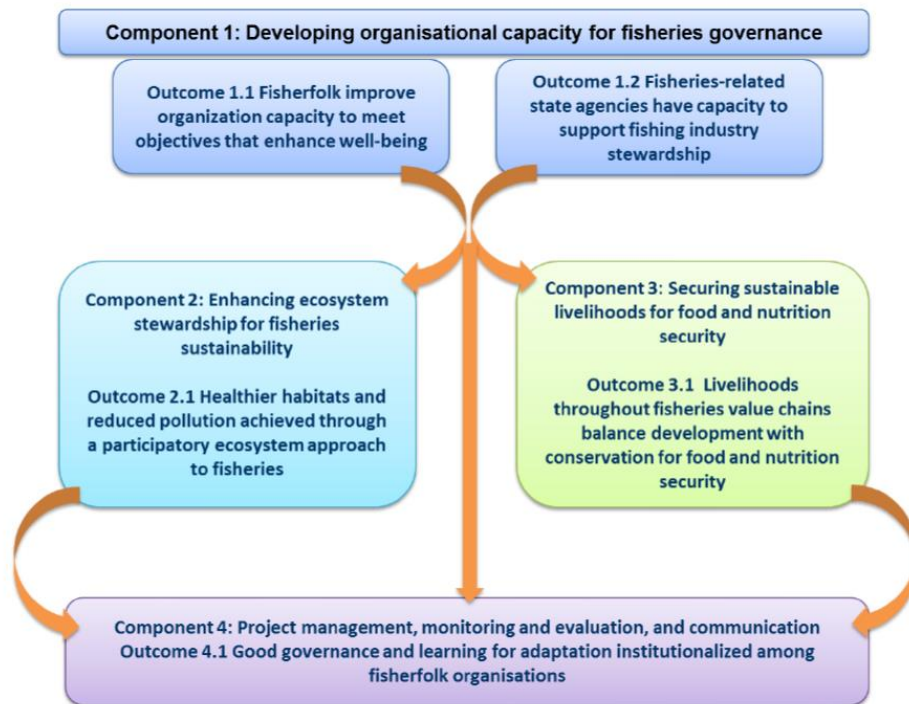 Component 1: Developing organisational capacity for fisheries governance
Outcome 1.1 Fisherfolk improve
organization capacity to meet
objectives that enhance well-being
Outcome 1.2 Fisheries-related
state agencies have capacity to
support fishing industry
stewardship
Component 2: Enhancing ecosystem
stewardship for fisheries
sustainability
Outcome 2.1 Healthier habitats and
reduced pollution achieved through
a participatory ecosystem approach
to fisheries
Component 3: Securing sustainable
livelihoods for food and nutrition
security
Outcome 3.1 Livelihoods
throughout fisheries value chains
balance development with
conservation for food and nutrition
security
Component 4: Project management, monitoring and evaluation, and communication
Outcome 4.1 Good governance and learning for adaptation institutionalized among
fisherfolk organisations